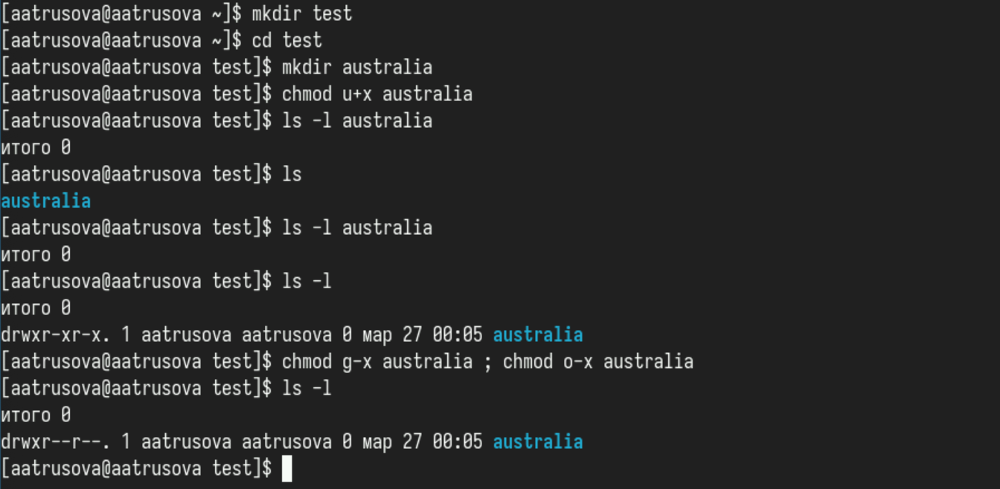 [aatrusova@aatrusova ~]$ mkdir test
[aatrusova@aatrusova ~]$ cd test
[aatrusova@aatrusova test]$ mkdir australia
[aatrusova@aatrusova test]$ chmod u+x australia
[aatrusova@aatrusova test]$ ls -l australia
итого 0
[aatrusova@aatrusova test]$ ls
australia
[aatrusova@aatrusova test]$ ls -l australia
итого 0
[aatrusova@aatrusova test]$ ls -l
итого 0
drwxr-xr-x. 1 aatrusova aatrusova 0 мар 27 00:05 australia
[aatrusova@aatrusova test]$ chmod g-x australia ; chmod o-x australia
[aatrusova@aatrusova test]$ ls -l
итого 0
drwxr--r--. 1 aatrusova aatrusova 0 мар 27 00:05 australia
[aatrusova@aatrusova test]$